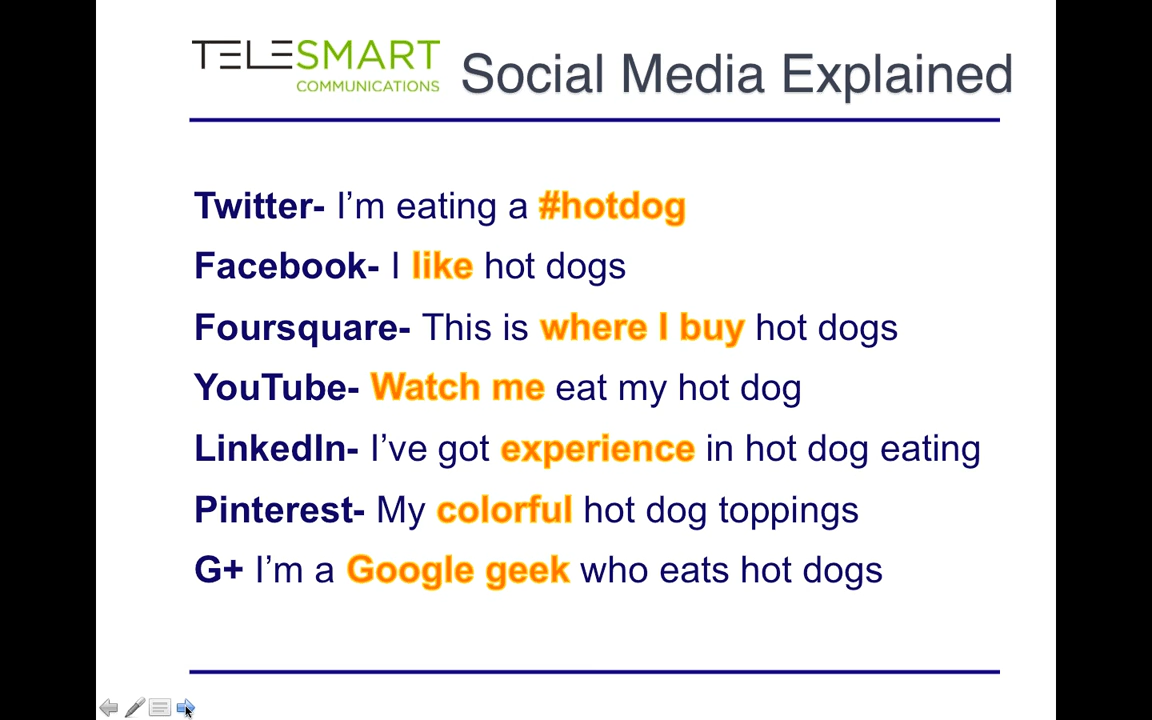 TELESMART
COMMUNICATIONS
Social Media Explained
Twitter- I’m eating a #hotdog
Facebook- I like hot dogs
Foursquare- This is where I buy hot dogs
YouTube- Watch me eat my hot dog
LinkedIn- I’ve got experience in hot dog eating
Pinterest- My colorful hot dog toppings
G+ I’m a Google geek who eats hot dogs